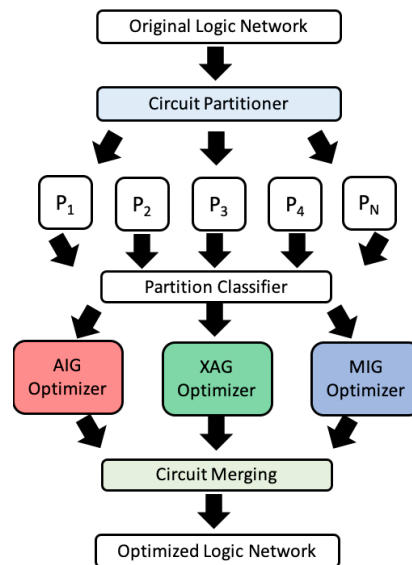 Original Logic Network
Circuit Partitioner
P1 P2 P3 P4 PN
Partition Classifier
AIG XAG MIG
Optimizer Optimizer Optimizer
Circuit Merging
Optimized Logic Network